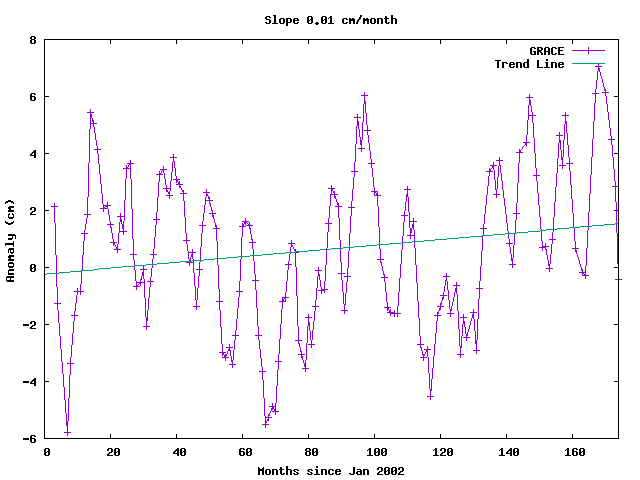 Slope 0.01 cm/month
GRACE
Trend Line
8
6
4
2
0
-2
-4
-6
Anomaly (cm)
0 20 40 60 80 100 120 140 160
Months since Jan 2002